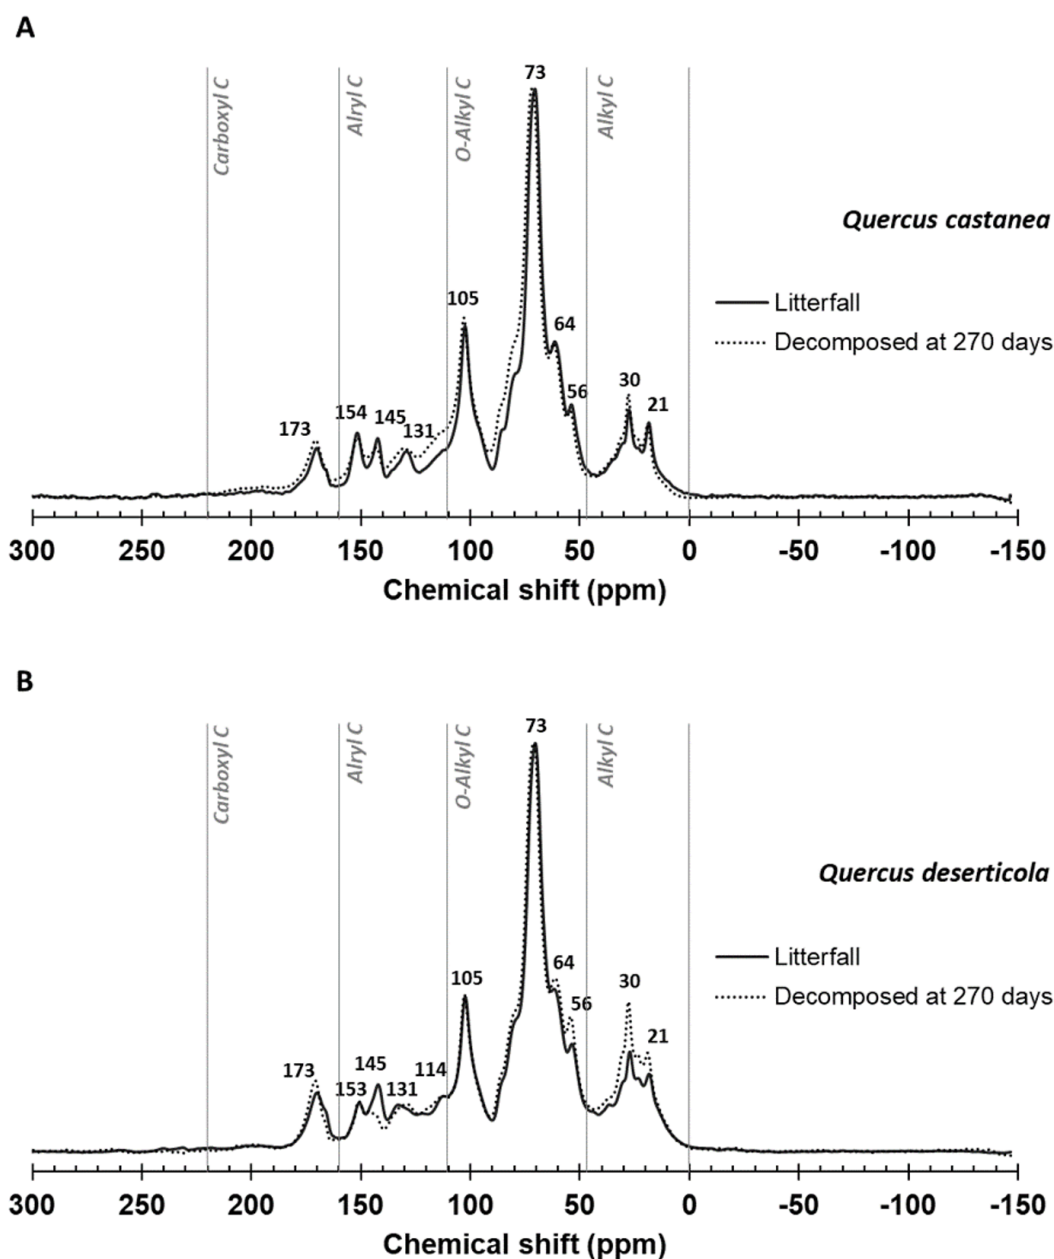 A
Carboxyl C
Alryl C
O-Alkyl C
Alkyl C
73
Quercus castanea
105
Litterfall
64
Decomposed at 270 days
30
56
21
154
145
173
131
300 250 200 150 100 50 0 -50 -100 -150
Chemical shift (ppm)
B
Carboxyl C
Alryl C
O-Alkyl C
Alkyl C
73
Quercus deserticola
Litterfall
64
105
30
Decomposed at 270 days
56
21
145
173
114
153
131
300 250 200 150 100 50 0 -50 -100 -150
Chemical shift (ppm)